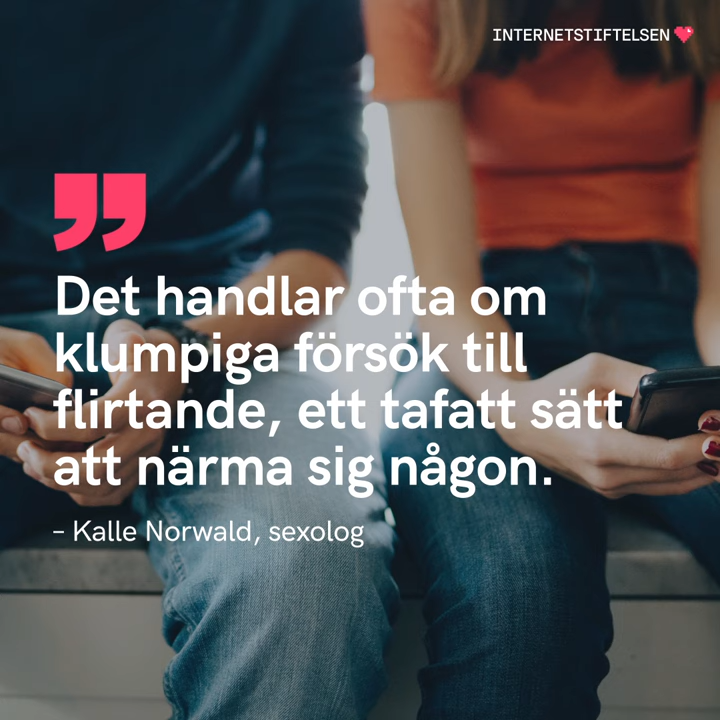 INTERNETSTIFTELSEN
Det handlar ofta om
klumpiga försök till
flirtande, ett tafatt sätt
att närma sig någon.
– Kalle Norwald, sexolog